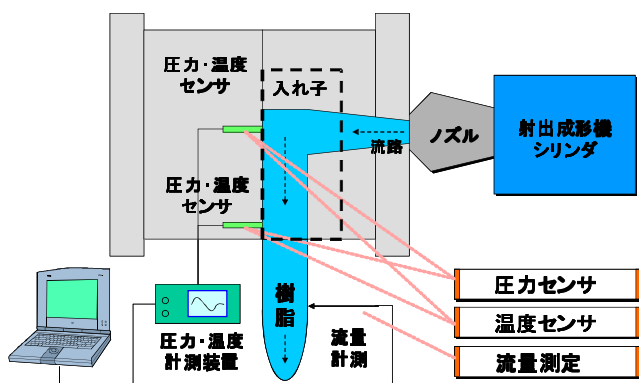 圧力・温度
センサ
入れ子
ノズル
射出成形機
シリンダ
流路
圧力・温度
センサ
圧力センサ
温度センサ
流量測定
樹脂
圧力・温度
計測装置
流量
計測